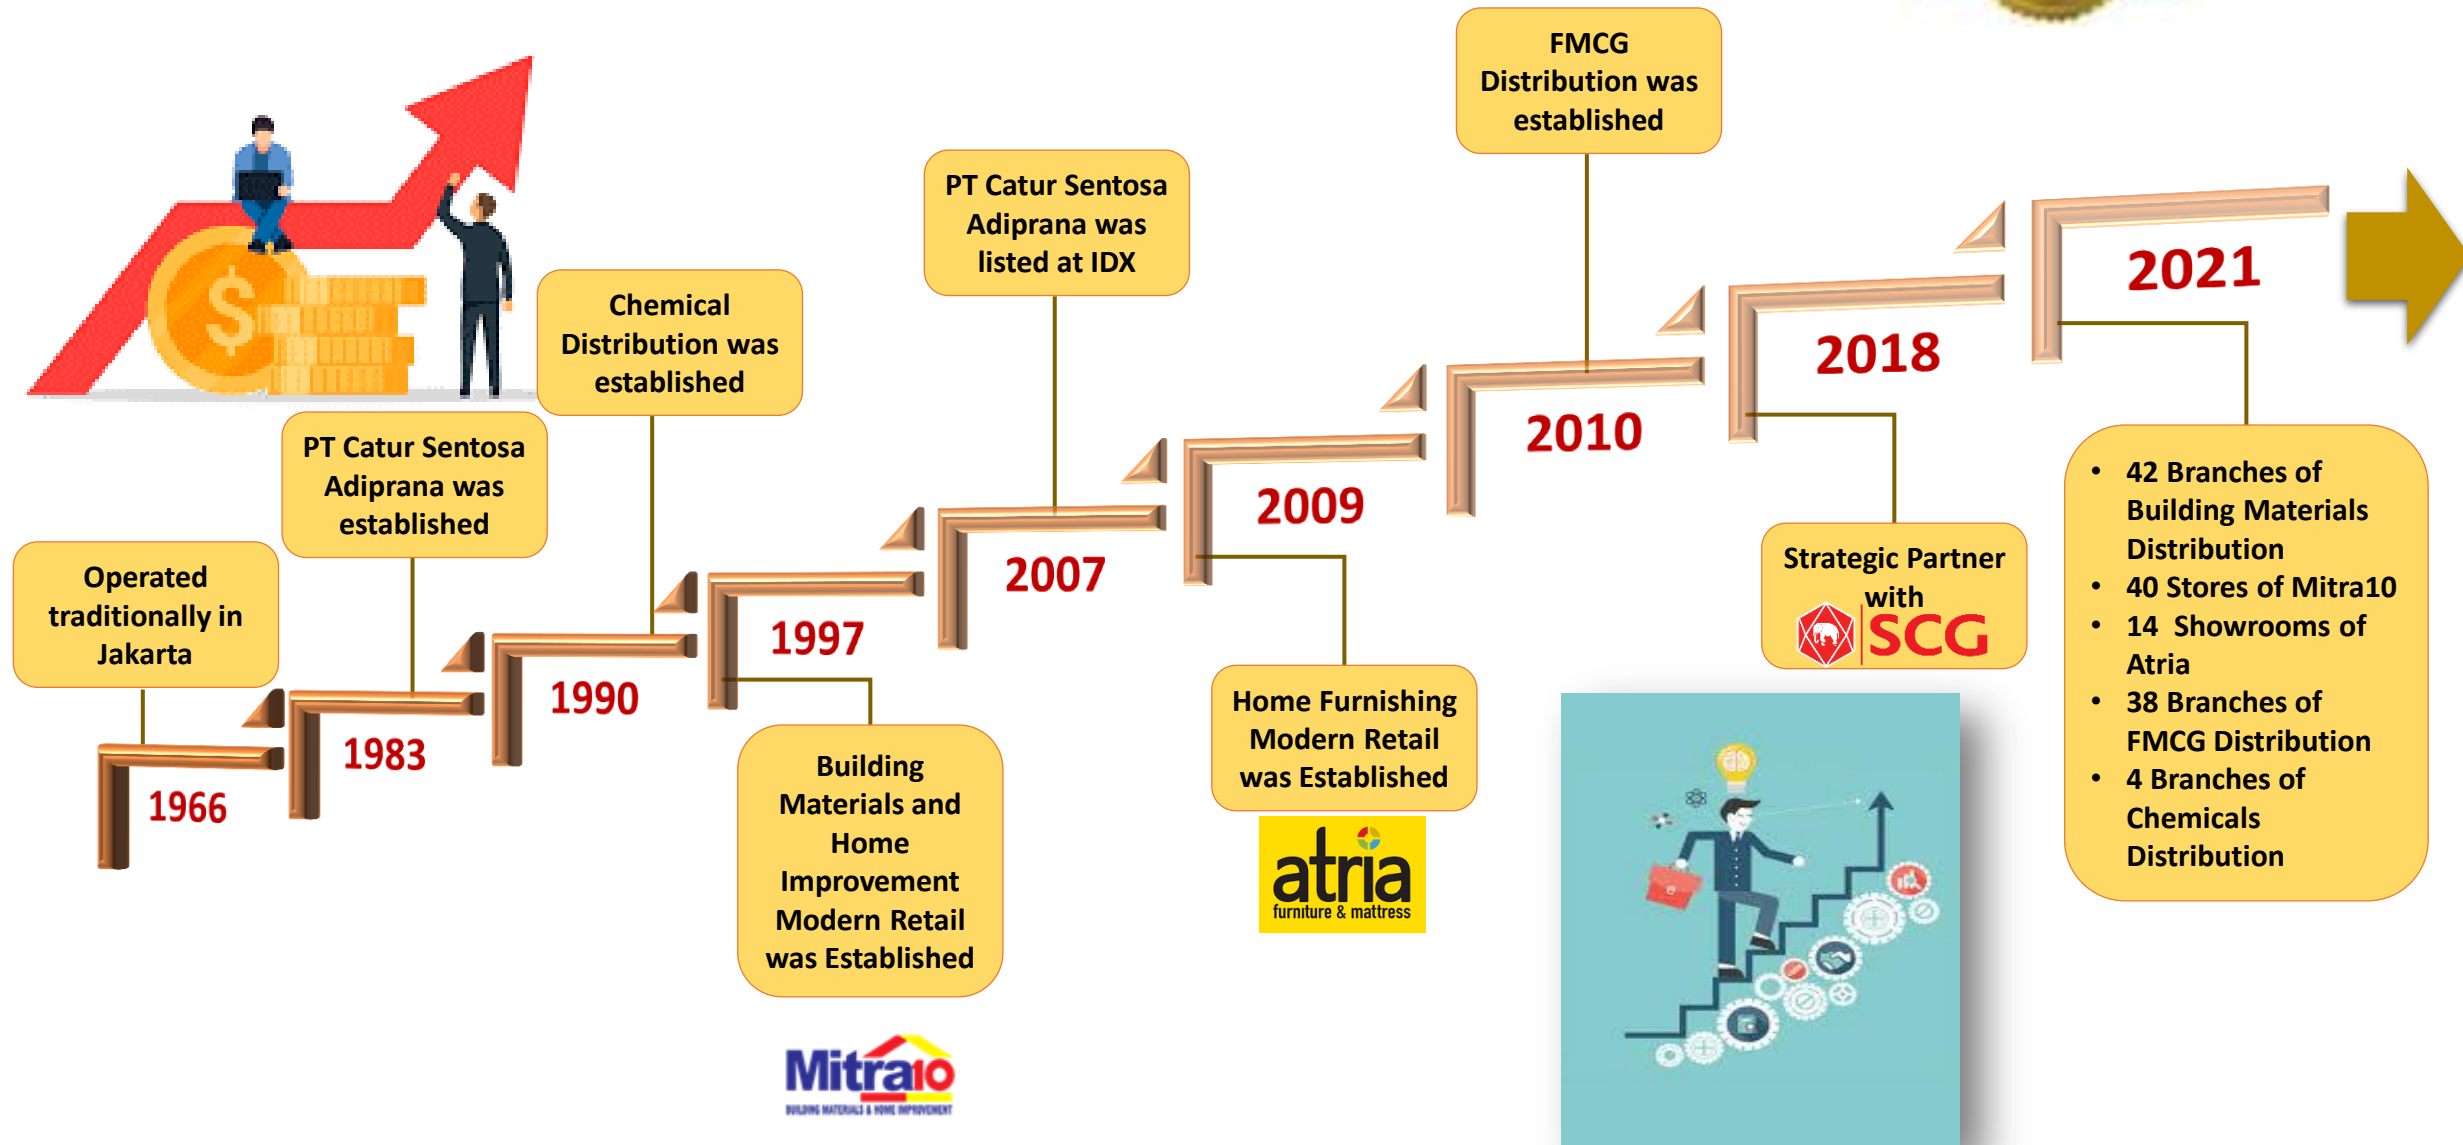 Operated
traditionally in
Jakarta
1966
PT Catur Sentosa
Adiprana was
established
1983
Chemical
Distribution was
established
1990
1997
Building
Materials and
Home
Improvement
Modern Retail
was Established
Mitra10
BUILDING MATERIALS & HOME IMPROVEMENT
PT Catur Sentosa
Adiprana was
listed at IDX
2007
2009
Home Furnishing
Modern Retail
was Established
atria
furniture & mattress
FMCG
Distribution was
established
2010
2018
Strategic Partner
with
SCG
2021
• 42 Branches of
Building Materials
Distribution
• 40 Stores of Mitra10
• 14 Showrooms of
Atria
• 38 Branches of
FMCG Distribution
• 4 Branches of
Chemicals
Distribution
$